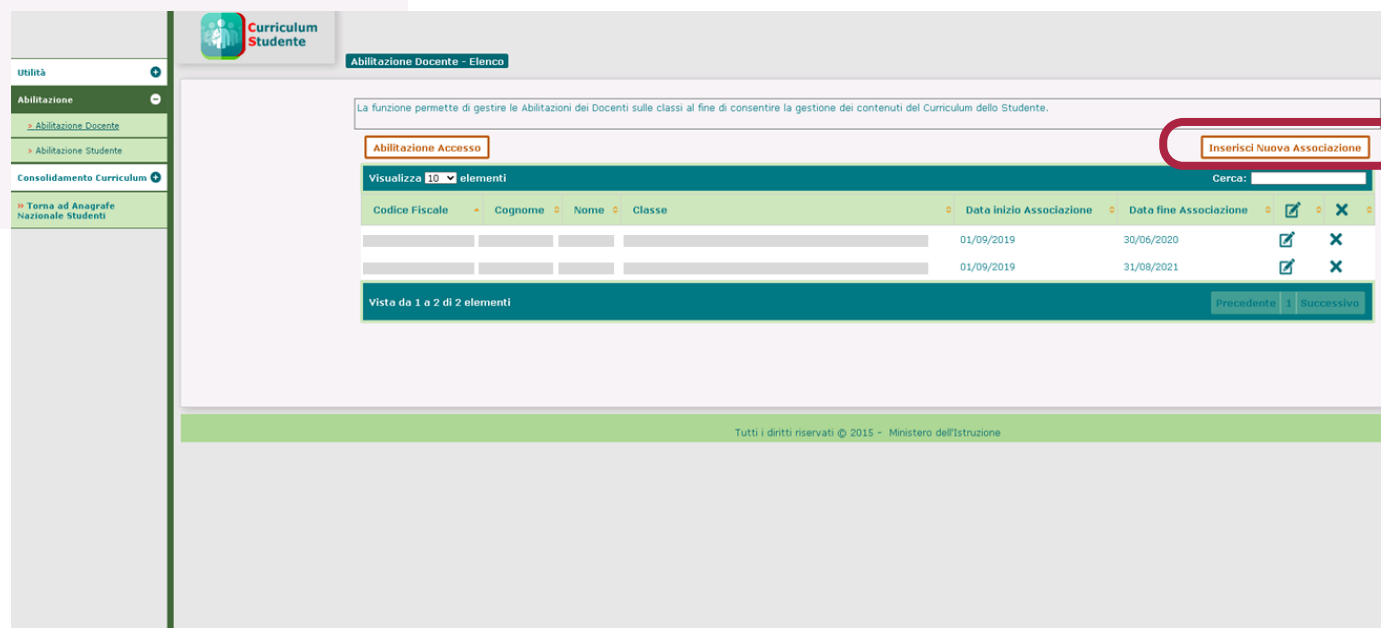 Curriculum
Studente
Abilitazione Docente - Elenco
Utilità
Abilitazione
> Abilitazione Docente
> Abilitazione Studente
Consolidamento Curriculum
» Torna ad Anagrafe
Nazionale Studenti
La funzione permette di gestire le Abilitazioni dei Docenti sulle classi al fine di consentire la gestione dei contenuti del Curriculum dello Studente.
Abilitazione Accesso Inserisci Nuova Associazione
Visualizza 10 elementi Cerca:
Codice Fiscale Cognome Nome Classe Data inizio Associazione Data fine Associazione
01/09/2019 30/06/2020
01/09/2019 31/08/2021
Vista da 1 a 2 di 2 elementi Precedente 1 Successivo
Tutti i diritti riservati © 2015 - Ministero dell'Istruzione